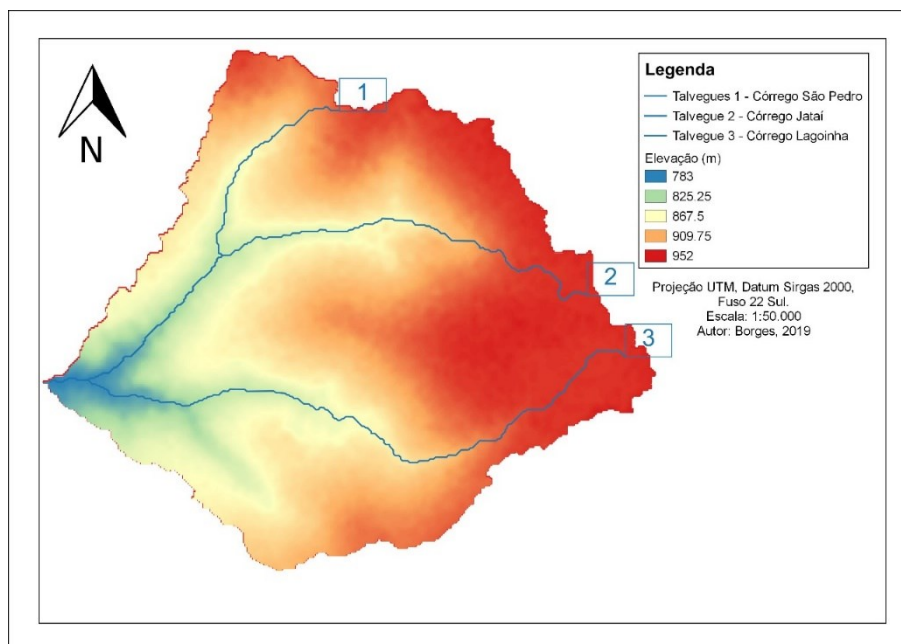 N
1
2
3
Legenda
Talvegues 1 - Córrego São Pedro
Talvegue 2 - Córrego Jataí
Talvegue 3 - Córrego Lagoinha
Elevação (m)
783
825.25
867.5
909.75
952
Projeção UTM, Datum Sirgas 2000,
Fuso 22 Sul.
Escala: 1:50.000
Autor: Borges, 2019